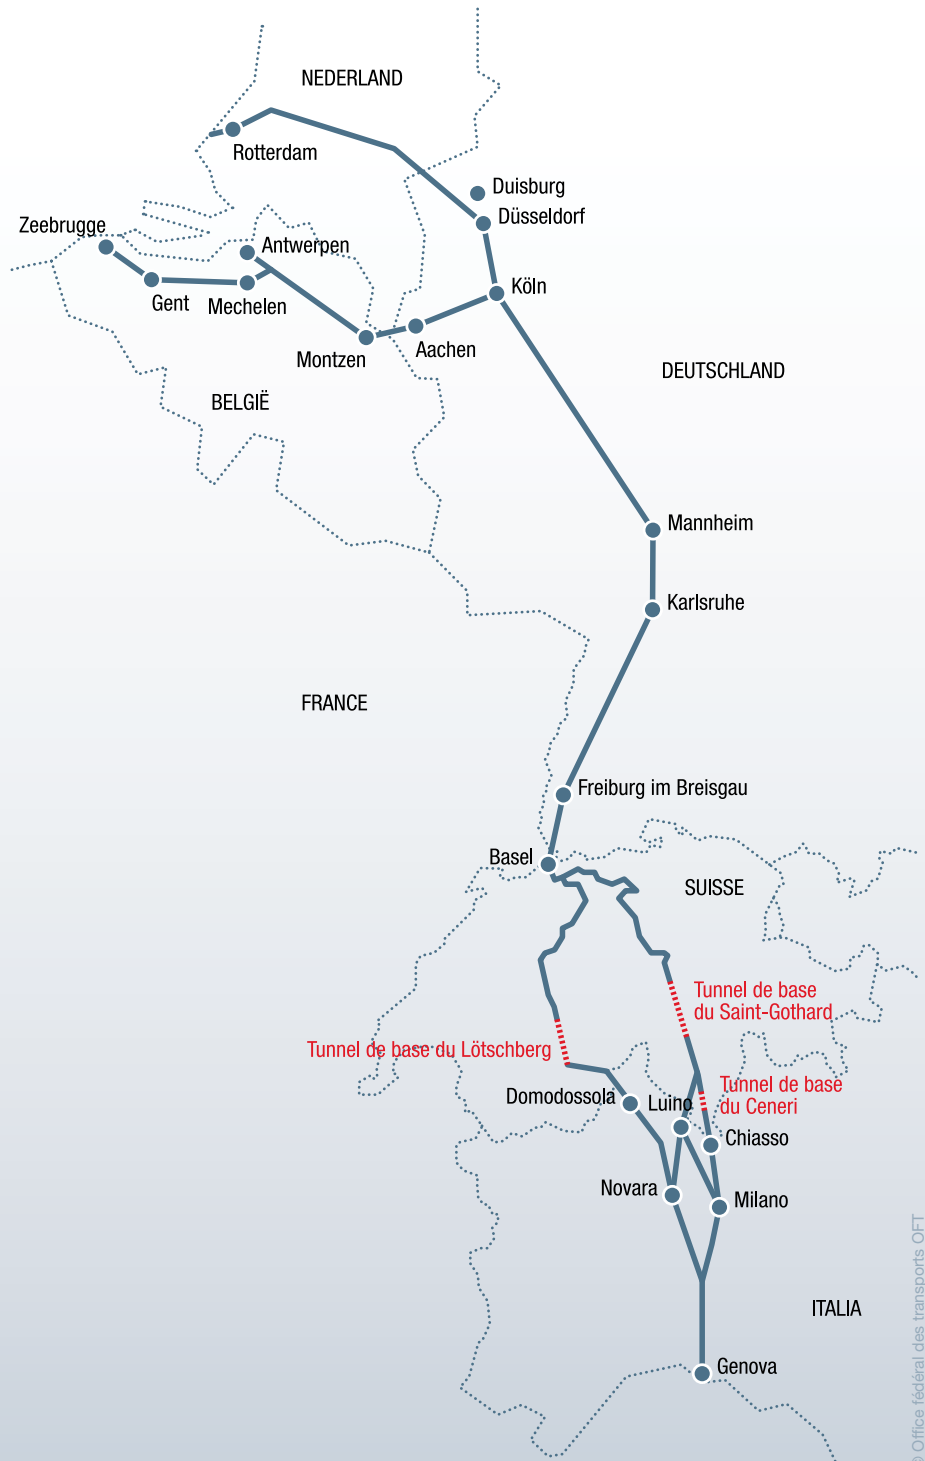 NEDERLAND
Rotterdam
Duisburg
Düsseldorf
Zeebrugge
Antwerpen
Köln
Gent
Mechelen
Montzen
Aachen
DEUTSCHLAND
BELGIË
Mannheim
Karlsruhe
FRANCE
Freiburg im Breisgau
Basel
SUISSE
Tunnel de base
du Saint-Gothard
Tunnel de base du Lötschberg
Tunnel de base
du Ceneri
Domodossola
Luino
Chiasso
Novara
Milano
ITALIA
Genova
© Office fédéral des transports OFT